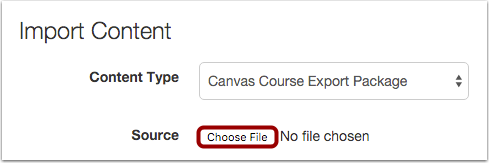 Import Content
Content Type Canvas Course Export Package
Source Choose File No file chosen